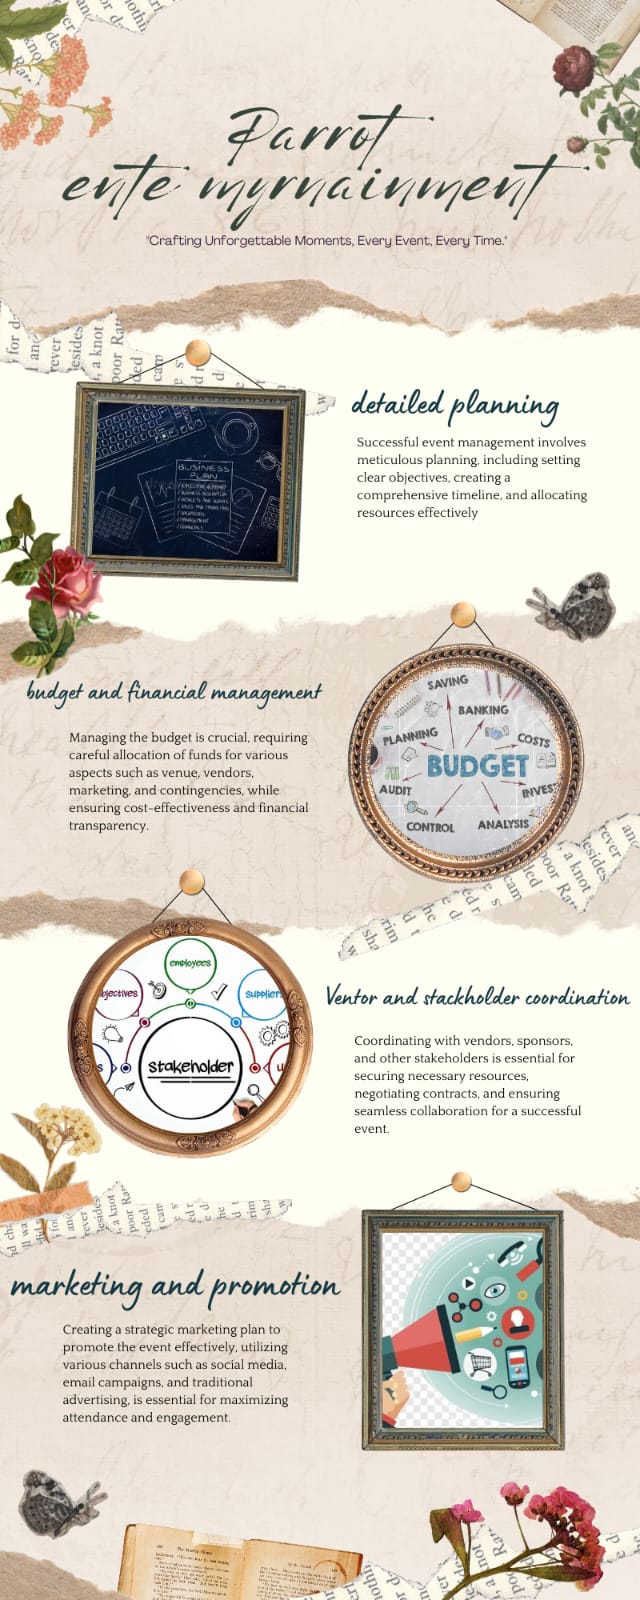 Parrot
ente myrnainment
"Crafting Unforgettable Moments, Every Event, Every Time."
detailed planning
Successful event management involves
meticulous planning, including setting
clear objectives, creating a
comprehensive timeline, and allocating
resources effectively
BUSINESS
PLAN
budget and financial management
Managing the budget is crucial, requiring
careful allocation of funds for various
aspects such as venue, vendors,
marketing, and contingencies, while
ensuring cost-effectiveness and financial
transparency.
SAVING
BANKING
PLANNING
COSTS
BUDGET
AUDIT
INVES
CONTROL
ANALYSIS
employees
bjectives
suppliers
stakeholder
Ventor and stackholder coordination
Coordinating with vendors, sponsors,
and other stakeholders is essential for
securing necessary resources,
negotiating contracts, and ensuring
seamless collaboration for a successful
event.
marketing and promotion
Creating a strategic marketing plan to
promote the event effectively, utilizing
various channels such as social media,
email campaigns, and traditional
advertising, is essential for maximizing
attendance and engagement.